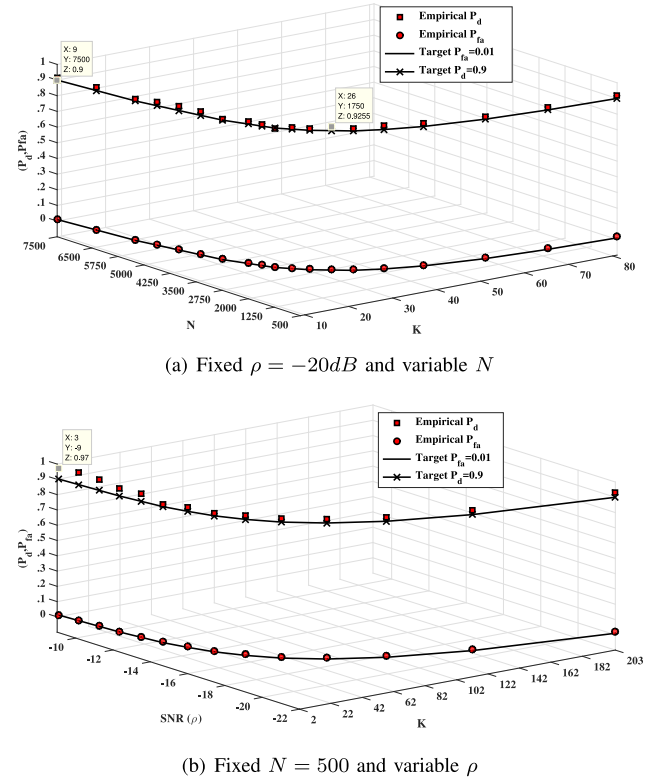 Empirical P_d
Empirical P_fa
Target P_fa=0.01
Target P_d=0.9
X: 9
Y: 7500
Z: 0.9
X: 26
Y: 1750
Z: 0.9255
(P_d,Pfa)
1
.9
.8
.7
.6
.5
.4
.3
.2
.1
0
7500
6500
5750
5000
4250
3500
2750
2000
1250
500
N
10
20
30
40
50
60
70
80
K
(a) Fixed ρ = −20dB and variable N
Empirical P_d
Empirical P_fa
Target P_fa=0.01
Target P_d=0.9
X: 3
Y: -9
Z: 0.97
(P_d,P_fa)
1
.9
.8
.7
.6
.5
.4
.3
.2
.1
0
-10
-12
-14
-16
-18
-20
-22
SNR (ρ)
2
22
42
62
82
102
122
142
162
182
203
K
(b) Fixed N = 500 and variable ρ